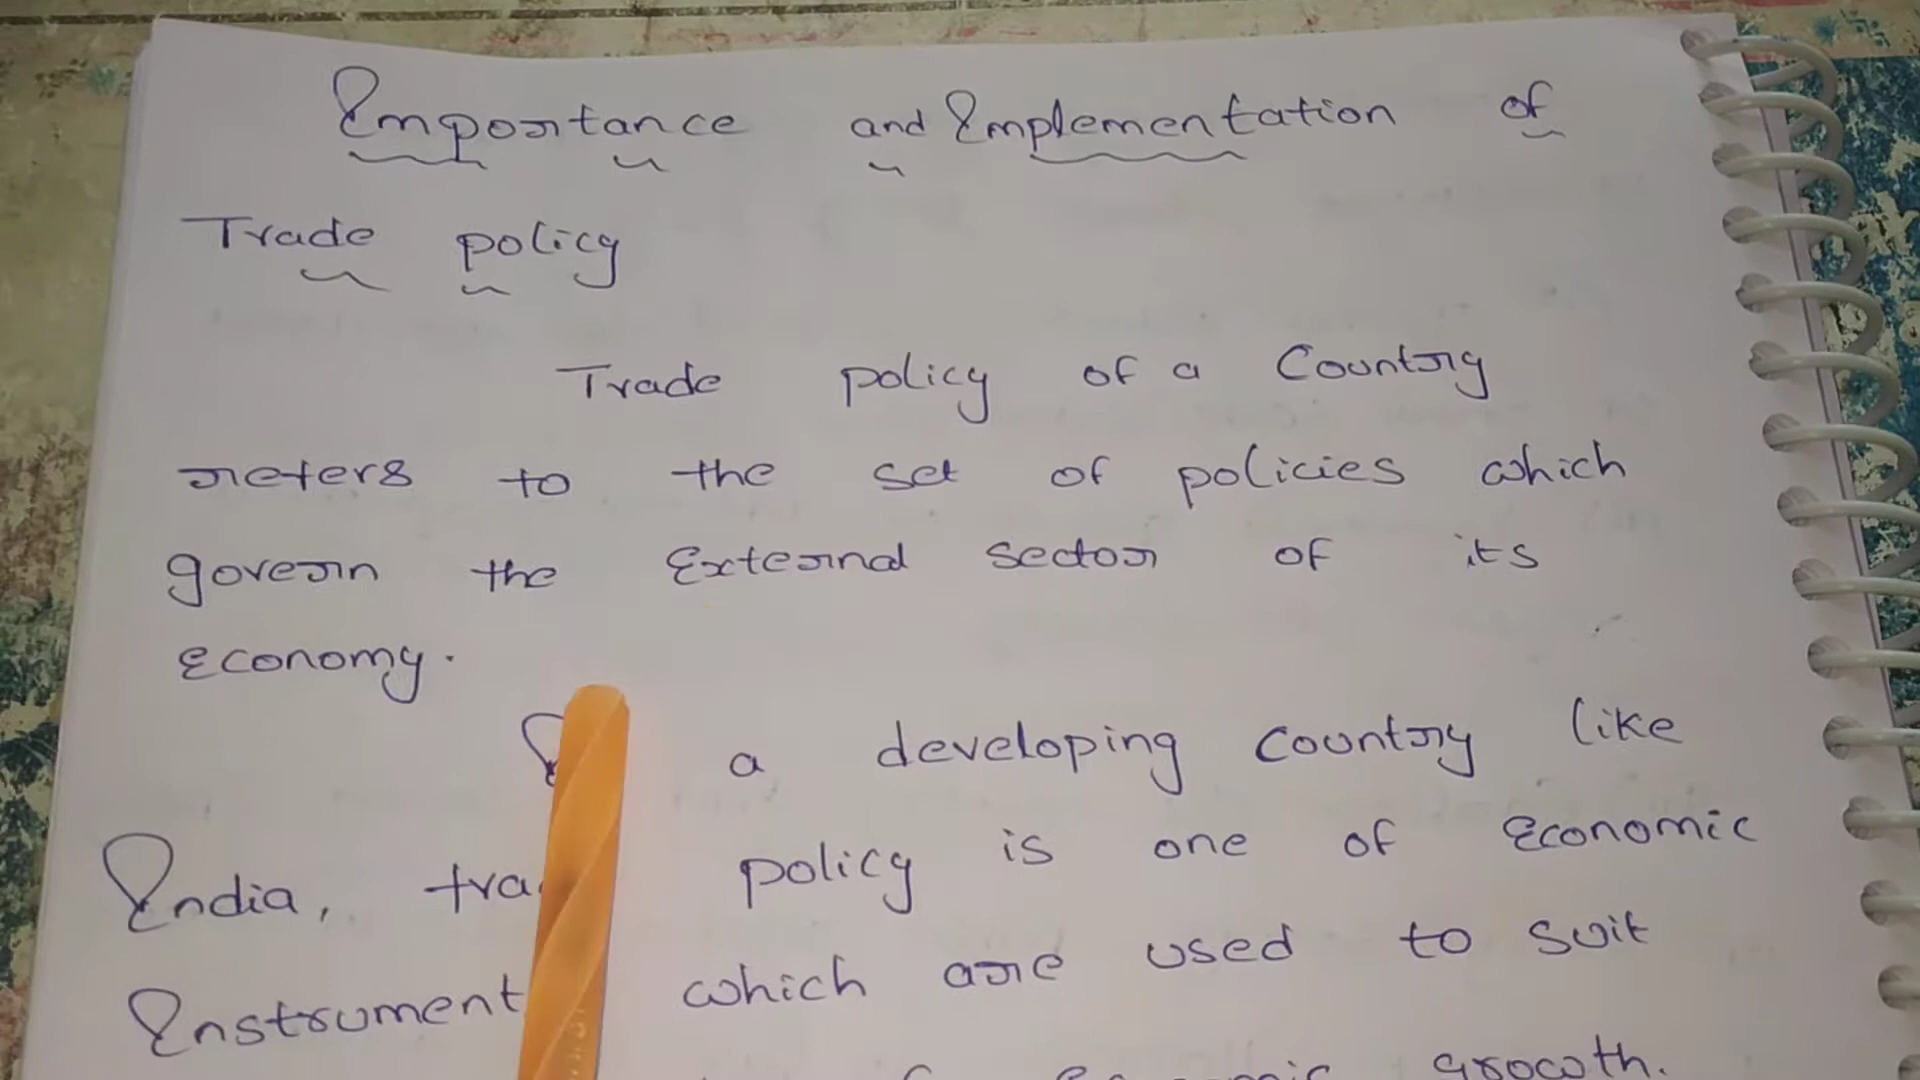 Importance and Implementation of
Trade policy
Trade policy of a Country
refers to the set of policies which
govern the External sector of its
Economy.
a developing country like
India, policy is one of Economic
Instrument which are used to suit
growth.